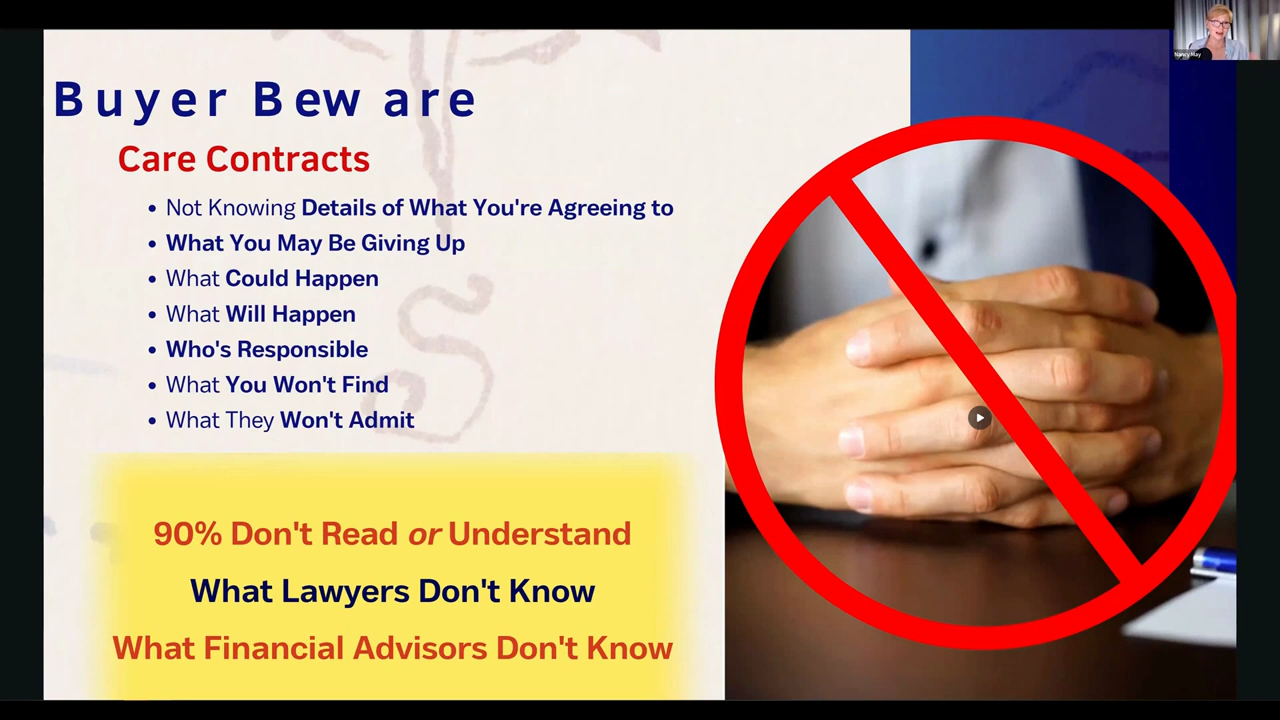 Buyer Beware
Care Contracts
• Not Knowing Details of What You're Agreeing to
• What You May Be Giving Up
• What Could Happen
• What Will Happen
• Who's Responsible
• What You Won't Find
• What They Won't Admit
90% Don't Read or Understand
What Lawyers Don't Know
What Financial Advisors Don't Know
Nancy May